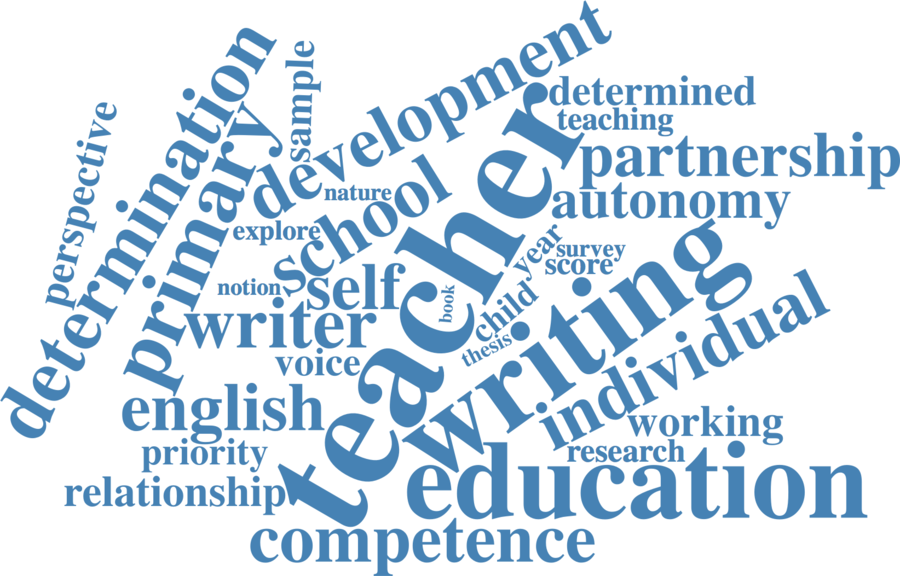 determination
perspective
primary
sample
development
determined
teaching
partnership
autonomy
nature
school
explore
teacher
notion
self
writer
voice
book
year
survey
score
child
thesis
writing
individual
english
priority
relationship
working
research
education
competence